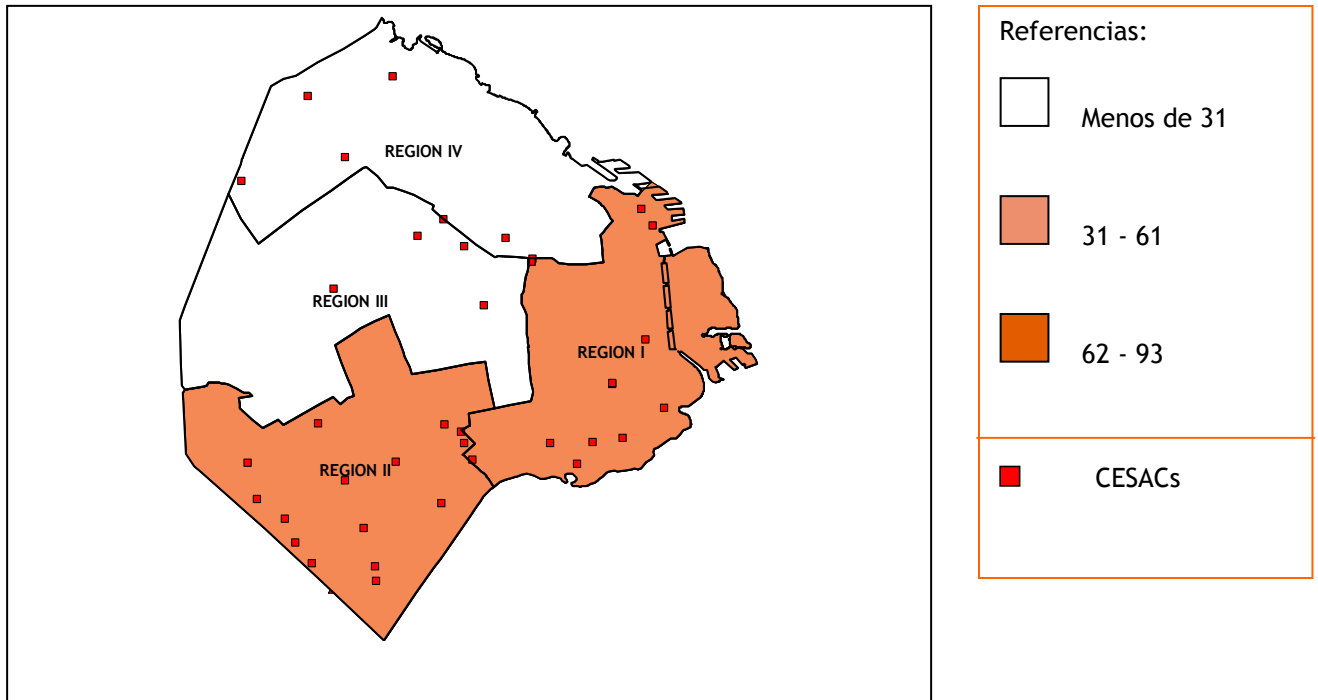 REGION IV
REGION III
REGION I
REGION II
Referencias:
Menos de 31
31 - 61
62 - 93
CESACs